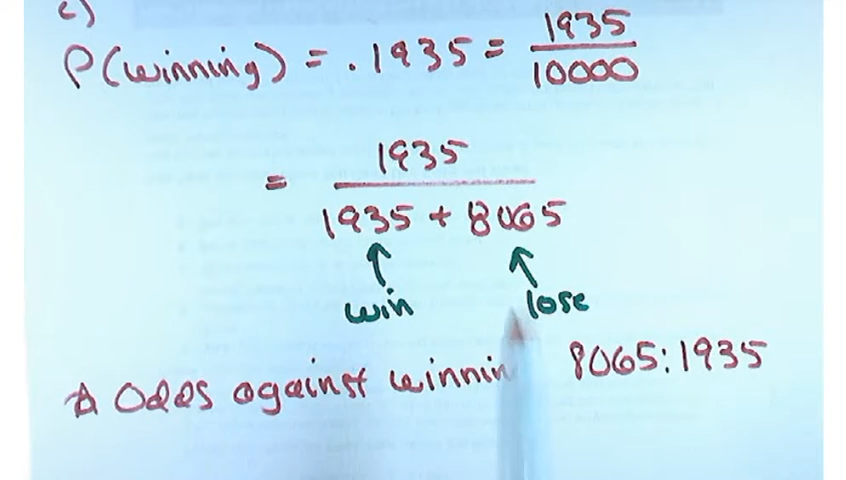 c)
P(winning) = .1935 = 1935/10000
= 1935/(1935 + 8065)
win lose
Odds against winnin 8065:1935